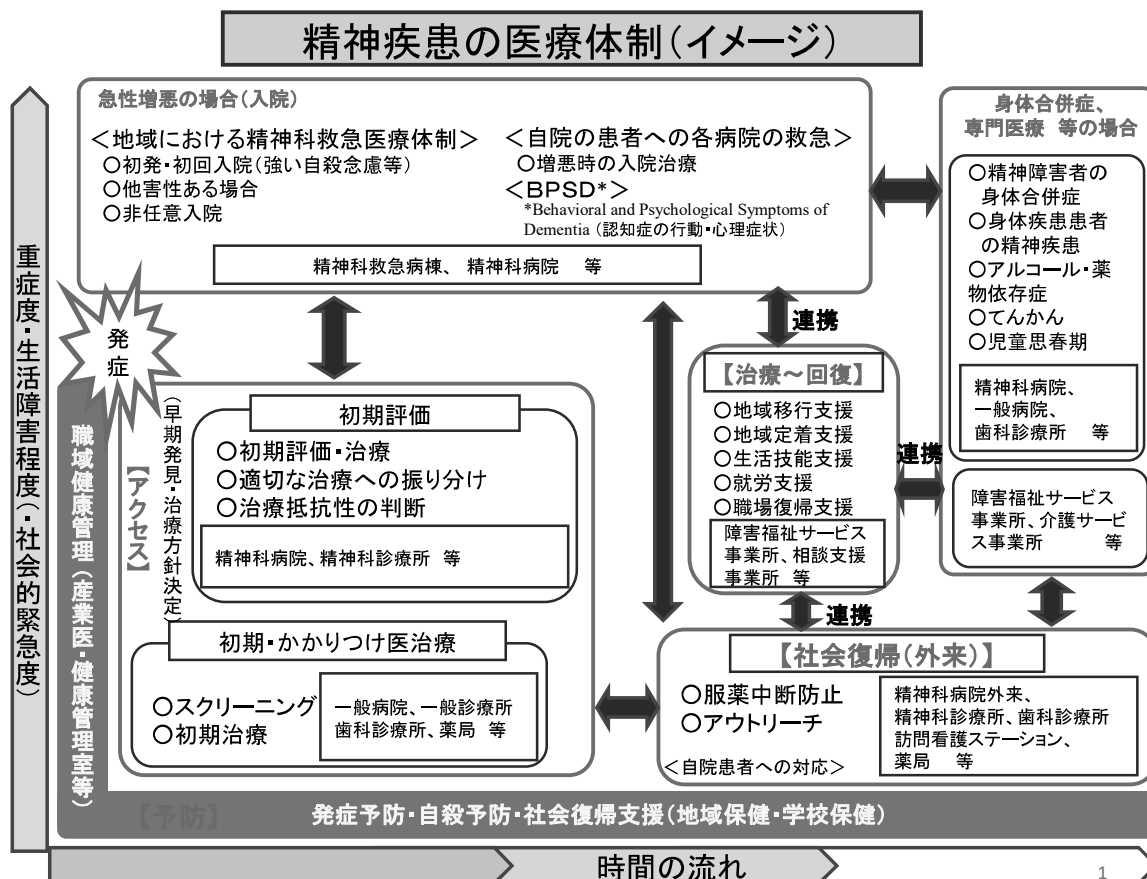 精神疾患の医療体制(イメージ)
重症度・生活障害程度(・社会的緊急度)
急性増悪の場合(入院)
<地域における精神科救急医療体制>
○初発・初回入院(強い自殺念慮等)
○他害性ある場合
○非任意入院
<自院の患者への各病院の救急>
○増悪時の入院治療
<BPSD*>
*Behavioral and Psychological Symptoms of
Dementia (認知症の行動・心理症状)
精神科救急病棟、 精神科病院 等
身体合併症、
専門医療 等の場合
○精神障害者の
身体合併症
○身体疾患患者
の精神疾患
○アルコール・薬
物依存症
○てんかん
○児童思春期
精神科病院、
一般病院、
歯科診療所 等
障害福祉サービス
事業所、介護サービ
ス事業所 等
発
症
職域健康管理(産業医・健康管理室等)
【アクセス】
(早期発見・治療方針決定)
初期評価
○初期評価・治療
○適切な治療への振り分け
○治療抵抗性の判断
精神科病院、精神科診療所 等
初期・かかりつけ医治療
○スクリーニング
○初期治療
一般病院、一般診療所
歯科診療所、薬局 等
連携
【治療~回復】
○地域移行支援
○地域定着支援
○生活技能支援
○就労支援
○職場復帰支援
障害福祉サービス
事業所、相談支援
事業所 等
連携
連携
【社会復帰(外来)】
○服薬中断防止
○アウトリーチ
<自院患者への対応>
精神科病院外来、
精神科診療所、歯科診療所
訪問看護ステーション、
薬局 等
【予防】
発症予防・自殺予防・社会復帰支援(地域保健・学校保健)
時間の流れ
1